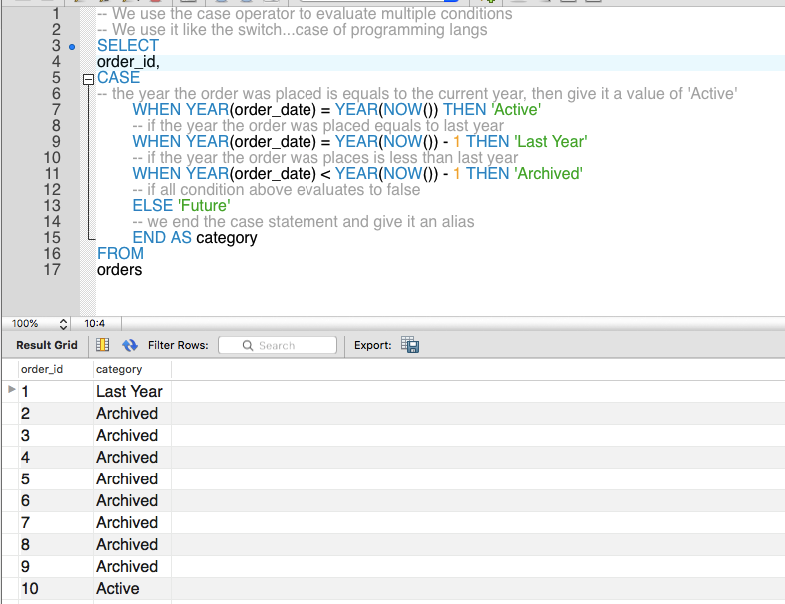 1 -- We use the case operator to evaluate multiple conditions
2 -- We use it like the switch...case of programming langs
3 SELECT
4 order_id,
5 CASE
6 -- the year the order was placed is equals to the current year, then give it a value of 'Active'
7 WHEN YEAR(order_date) = YEAR(NOW()) THEN 'Active'
8 -- if the year the order was placed equals to last year
9 WHEN YEAR(order_date) = YEAR(NOW()) - 1 THEN 'Last Year'
10 -- if the year the order was places is less than last year
11 WHEN YEAR(order_date) < YEAR(NOW()) - 1 THEN 'Archived'
12 -- if all condition above evaluates to false
13 ELSE 'Future'
14 -- we end the case statement and give it an alias
15 END AS category
16 FROM
17 orders
100% 10:4
Result Grid Filter Rows: Search Export:
order_id category
1 Last Year
2 Archived
3 Archived
4 Archived
5 Archived
6 Archived
7 Archived
8 Archived
9 Archived
10 Active